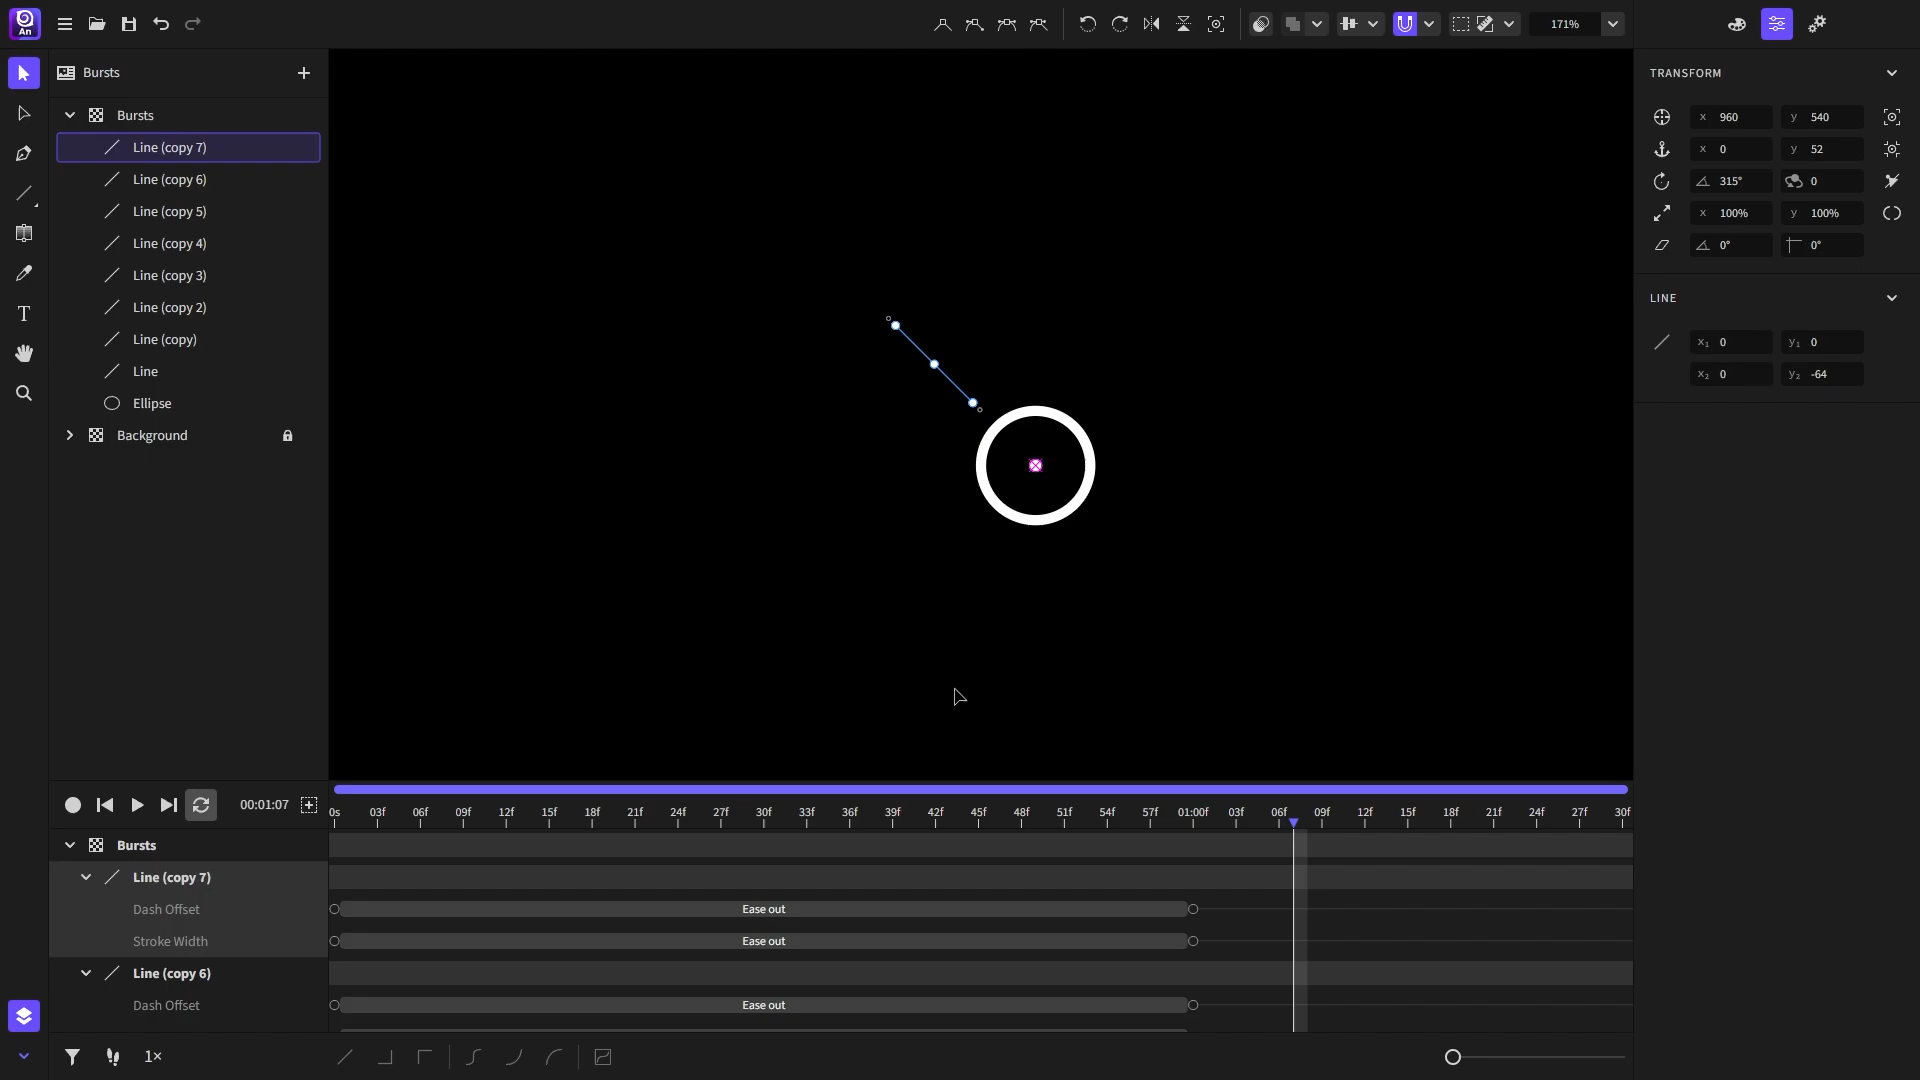 An
171%
Bursts
Bursts
Line (copy 7)
Line (copy 6)
Line (copy 5)
Line (copy 4)
Line (copy 3)
Line (copy 2)
Line (copy)
Line
Ellipse
Background
T
TRANSFORM
x 960 y 540
x 0 y 52
315° 0
x 100% y 100%
0° 0°
LINE
x₁ 0 y₁ 0
x₂ 0 y₂ -64
00:01:07
0s 03f 06f 09f 12f 15f 18f 21f 24f 27f 30f 33f 36f 39f 42f 45f 48f 51f 54f 57f 01:00f 03f 06f 09f 12f 15f 18f 21f 24f 27f 30f
Bursts
Line (copy 7)
Dash Offset Ease out
Stroke Width Ease out
Line (copy 6)
Dash Offset Ease out
1×